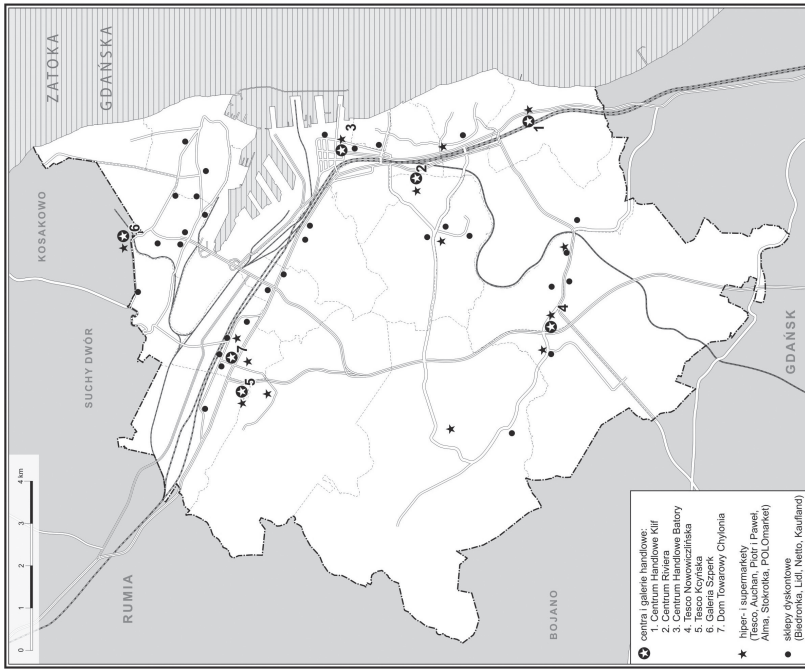 ZATOKA
GDAŃSKA
KOSAKOWO
SUCHY DWÓR
RUMIA
BOJANO
GDAŃSK
6
3
2
1
7
5
4
0 1 2 3 4 km
centra i galerie handlowe:
1. Centrum Handlowe Klif
2. Centrum Riviera
3. Centrum Handlowe Batory
4. Tesco Nowowiczlińska
5. Tesco Kcyńska
6. Galeria Szperk
7. Dom Towarowy Chylonia
hiper- i supermarkety
(Tesco, Auchan, Piotr i Paweł,
Alma, Stokrotka, POLOmarket)
sklepy dyskontowe
(Biedronka, Lidl, Netto, Kaufland)